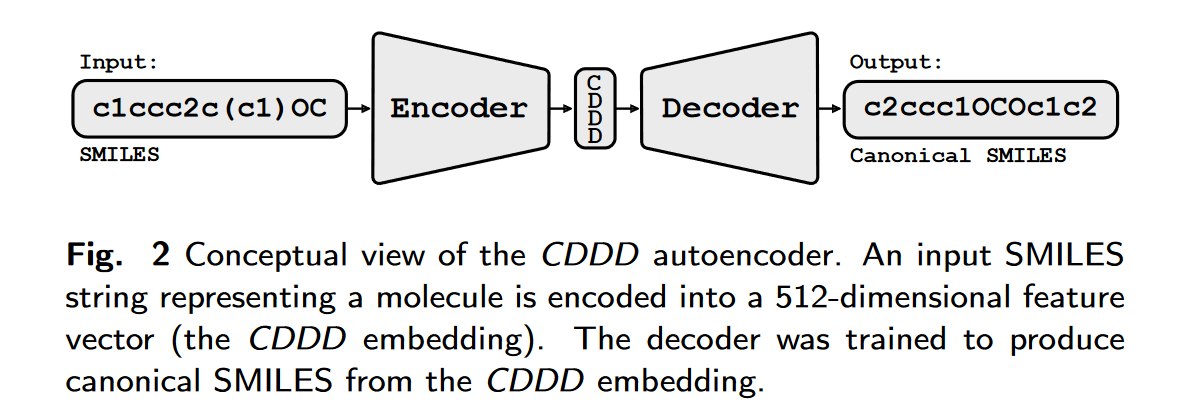 Input:
c1ccc2c(c1)OC
SMILES
Encoder
CDDD
Decoder
Output:
c2ccc1OCOc1c2
Canonical SMILES
Fig. 2 Conceptual view of the CDDD autoencoder. An input SMILES
string representing a molecule is encoded into a 512-dimensional feature
vector (the CDDD embedding). The decoder was trained to produce
canonical SMILES from the CDDD embedding.